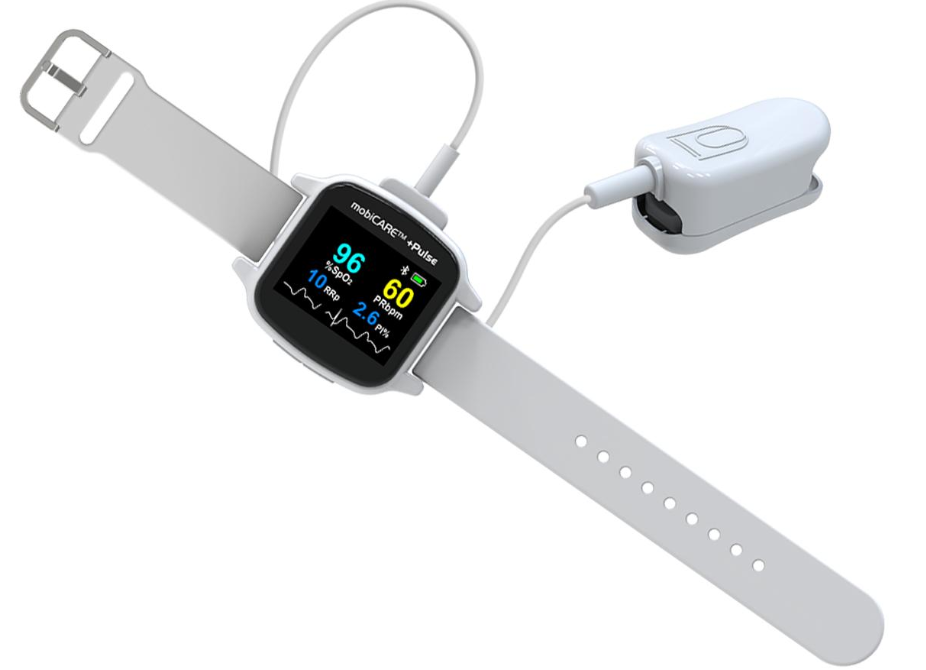 mobiCARE™ +Pulse
96
%SpO₂
60
PRbpm
10 RRp
2.6 PI%